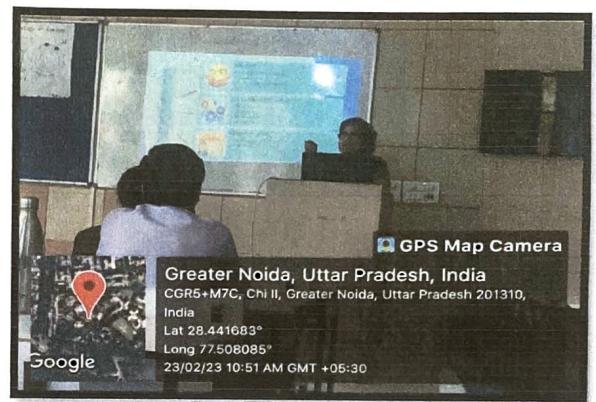 GPS Map Camera
Greater Noida, Uttar Pradesh, India
CGR5+M7C, Chi II, Greater Noida, Uttar Pradesh 201310,
India
Lat 28.441683°
Long 77.508085°
23/02/23 10:51 AM GMT +05:30
Google